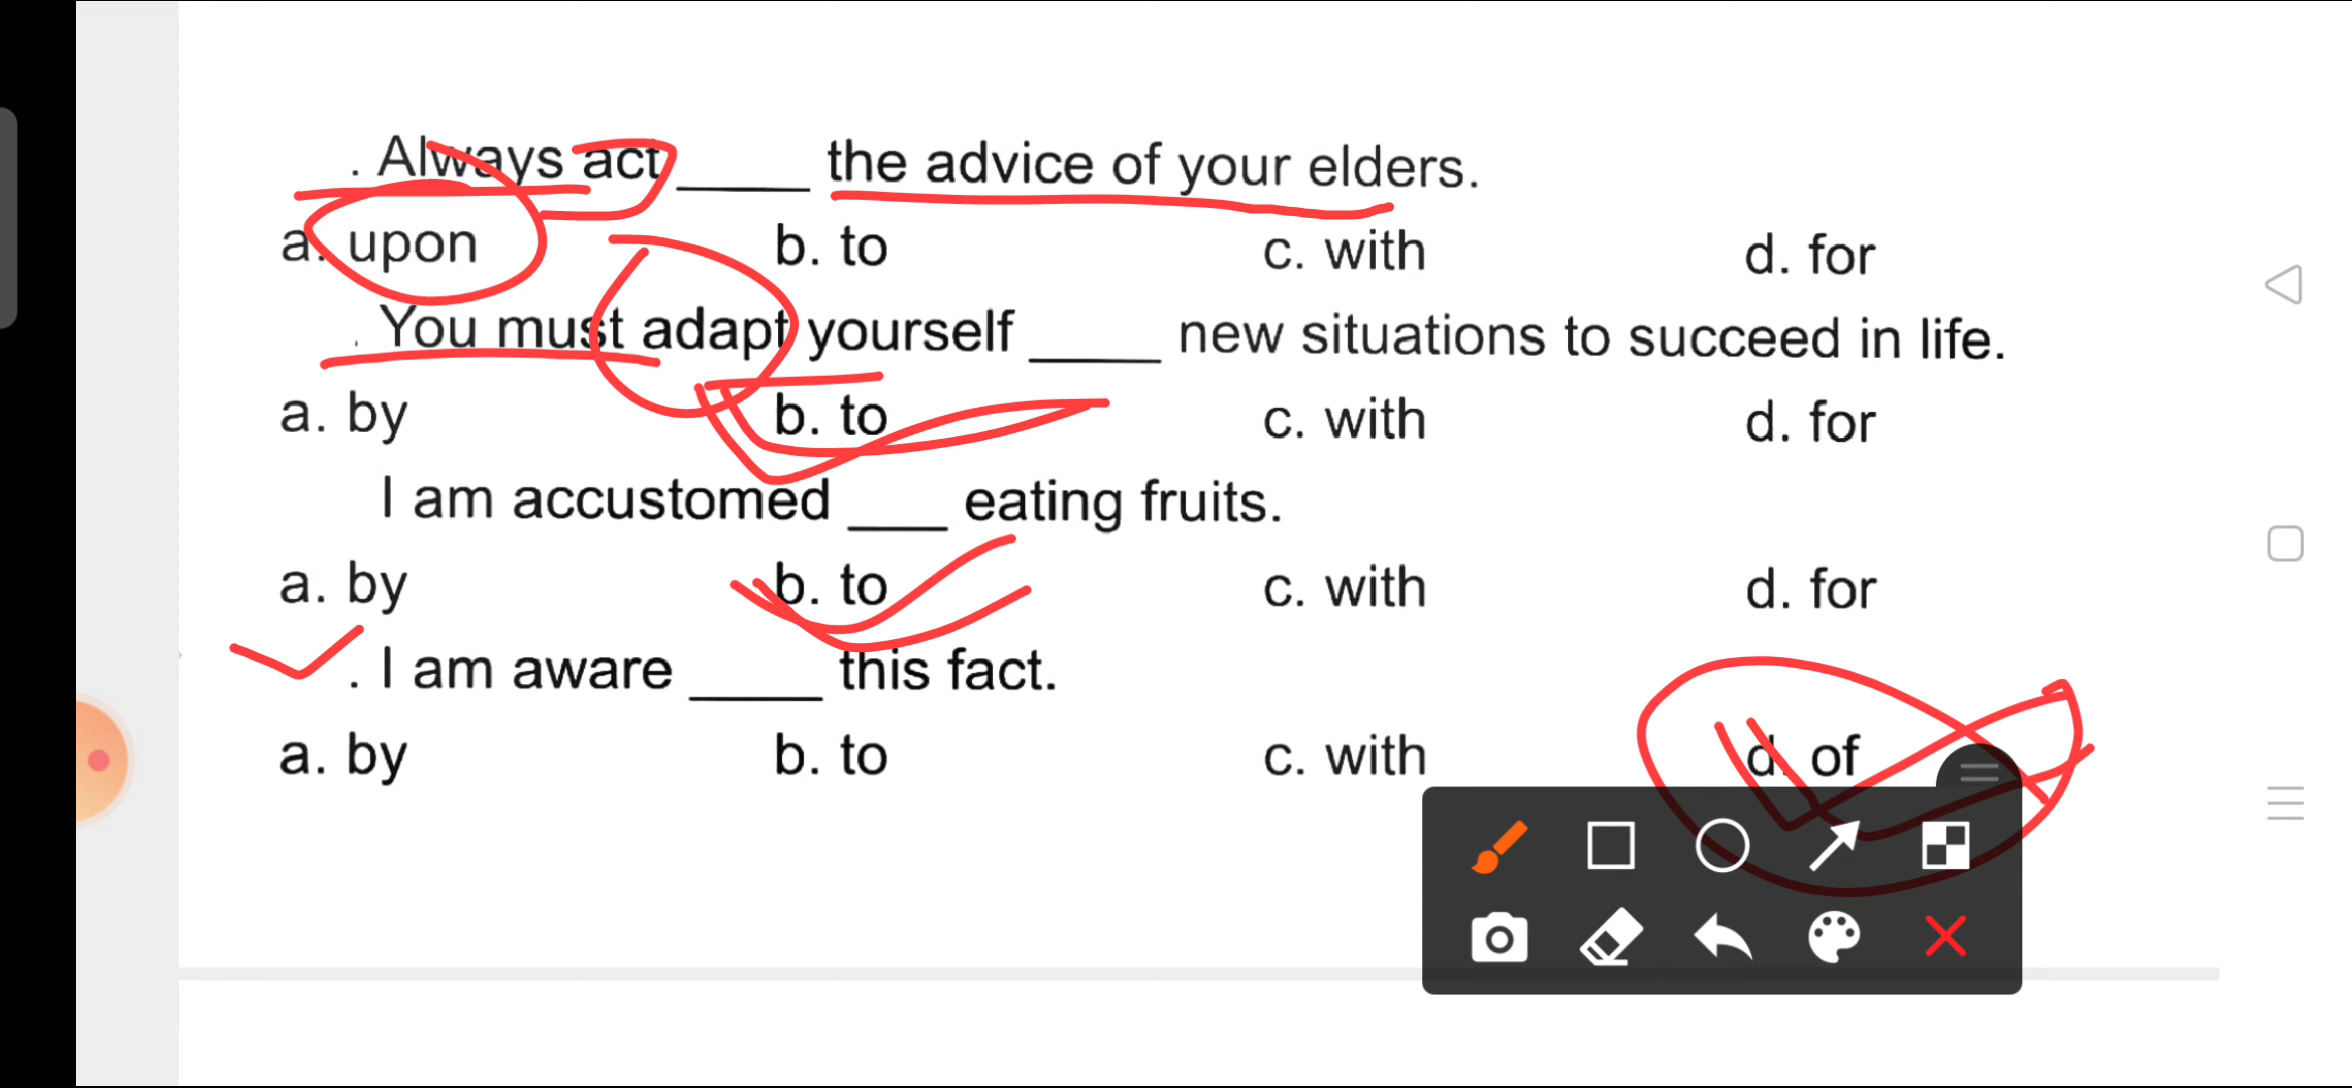 . Always act _____ the advice of your elders.
a. upon b. to c. with d. for
. You must adapt yourself _____ new situations to succeed in life.
a. by b. to c. with d. for
I am accustomed ____ eating fruits.
a. by b. to c. with d. for
. I am aware _____ this fact.
a. by b. to c. with d. of